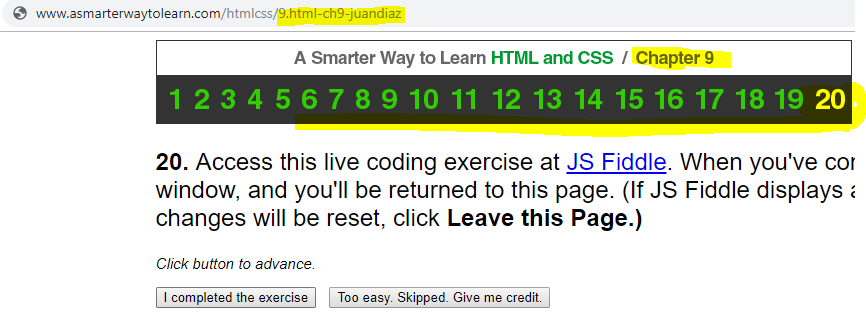 www.asmarterwaytolearn.com/htmlcss/9.html-ch9-juandiaz
A Smarter Way to Learn HTML and CSS / Chapter 9
1 2 3 4 5 6 7 8 9 10 11 12 13 14 15 16 17 18 19 20
20. Access this live coding exercise at JS Fiddle. When you've con
window, and you'll be returned to this page. (If JS Fiddle displays a
changes will be reset, click Leave this Page.)
Click button to advance.
I completed the exercise Too easy. Skipped. Give me credit.